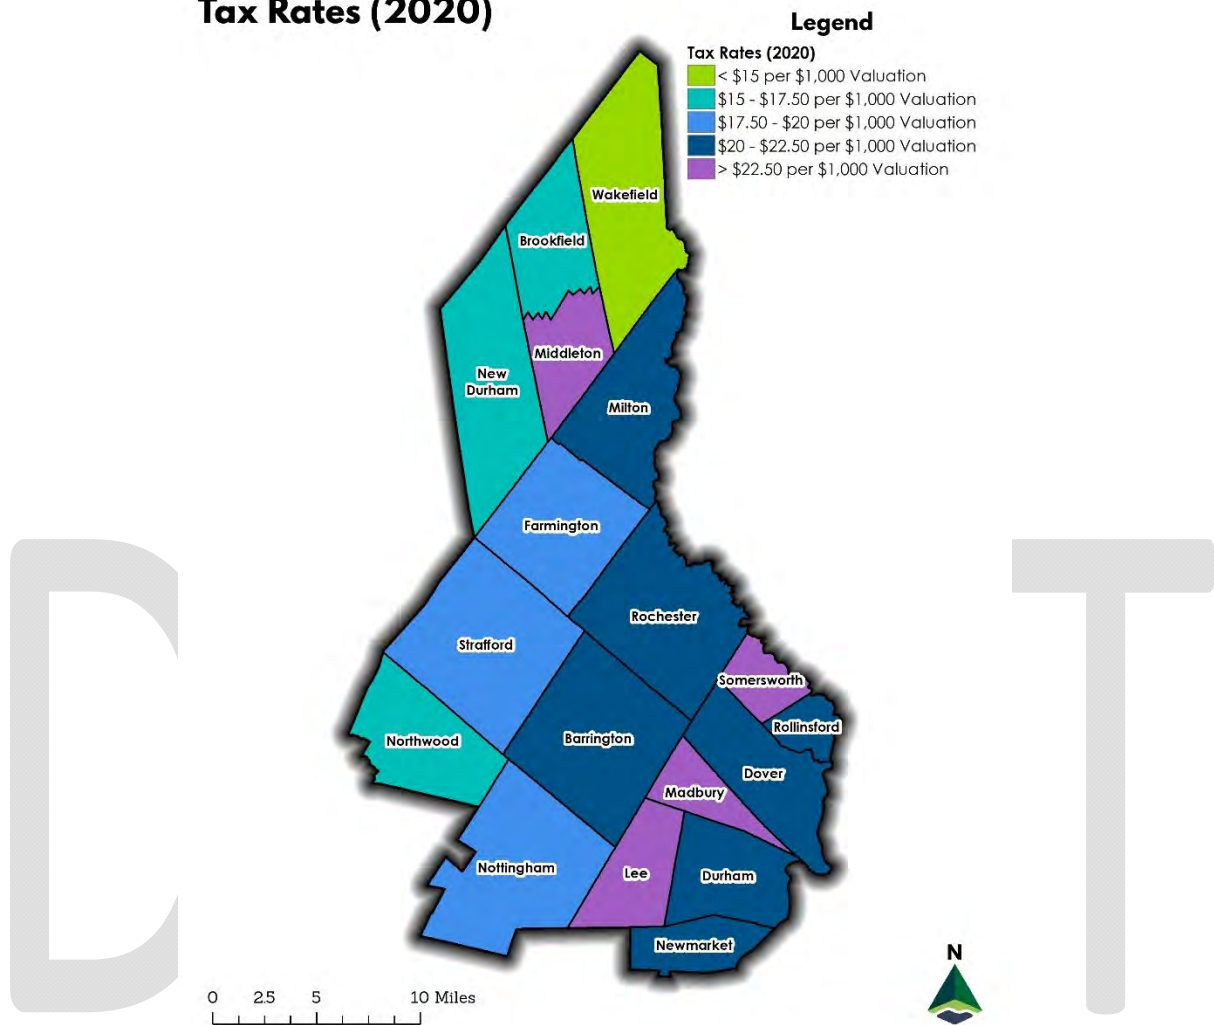 Tax Rates (2020)
Legend
Tax Rates (2020)
< $15 per $1,000 Valuation
$15 - $17.50 per $1,000 Valuation
$17.50 - $20 per $1,000 Valuation
$20 - $22.50 per $1,000 Valuation
> $22.50 per $1,000 Valuation
Wakefield
Brookfield
Middleton
New
Durham
Milton
Farmington
Rochester
Strafford
Somersworth
Rollinsford
Northwood
Barrington
Dover
Madbury
Nottingham
Lee
Durham
Newmarket
N
0 2.5 5 10 Miles
D T